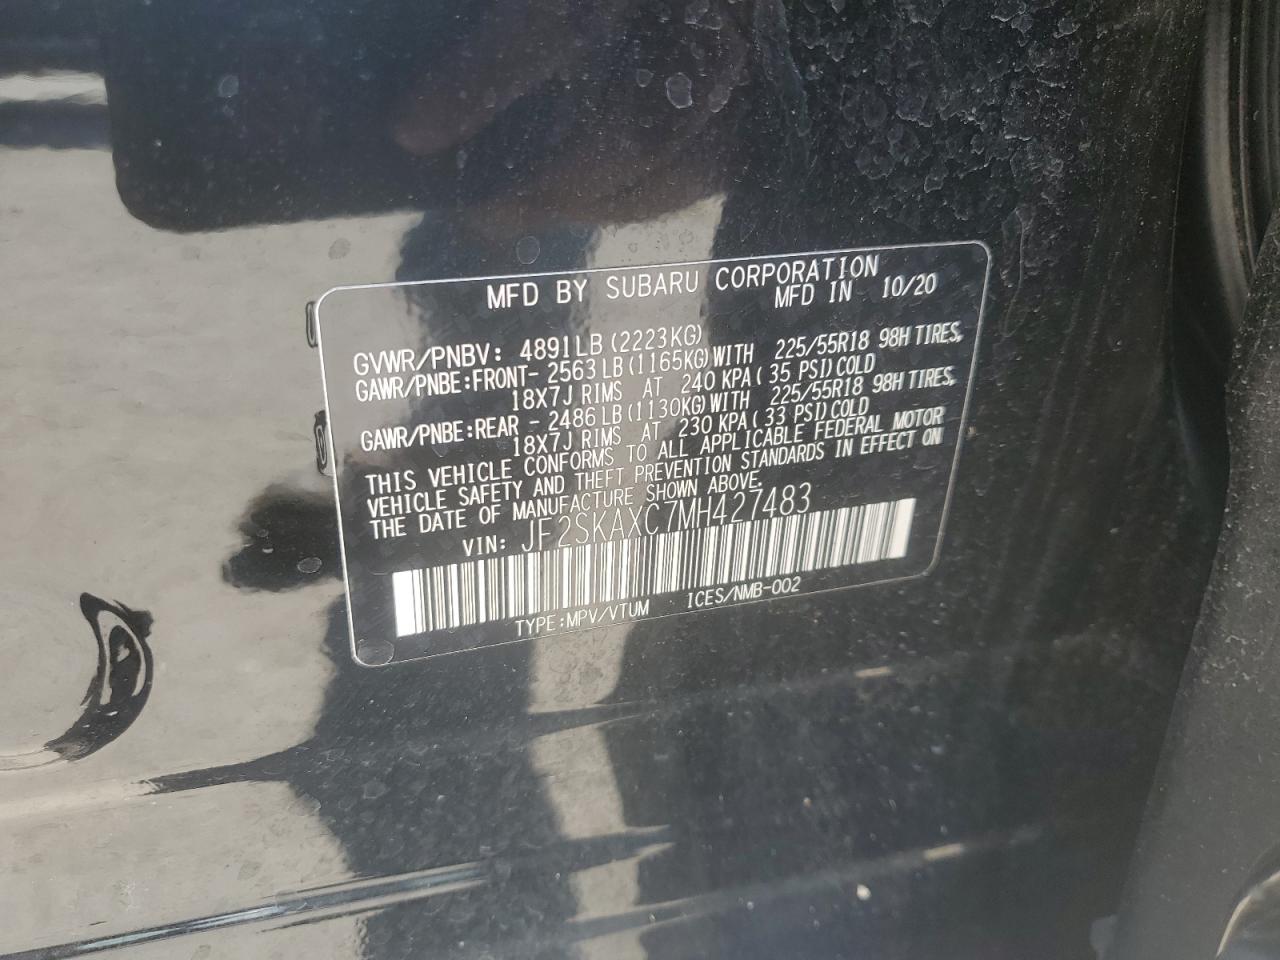 MFD BY SUBARU CORPORATION
MFD IN 10/20
GVWR/PNBV: 4891LB (2223KG)
GAWR/PNBE:FRONT- 2563LB (1165KG) WITH 225/55R18 98H TIRES,
18X7J RIMS AT 240 KPA( 35 PSI) COLD
GAWR/PNBE:REAR - 2486LB (1130KG) WITH 225/55R18 98H TIRES,
18X7J RIMS AT 230 KPA( 33 PSI) COLD
THIS VEHICLE CONFORMS TO ALL APPLICABLE FEDERAL MOTOR
VEHICLE SAFETY AND THEFT PREVENTION STANDARDS IN EFFECT ON
THE DATE OF MANUFACTURE SHOWN ABOVE.
VIN: JF2SKAXC7MH427483
TYPE:MPV/VTUM ICES/NMB-002